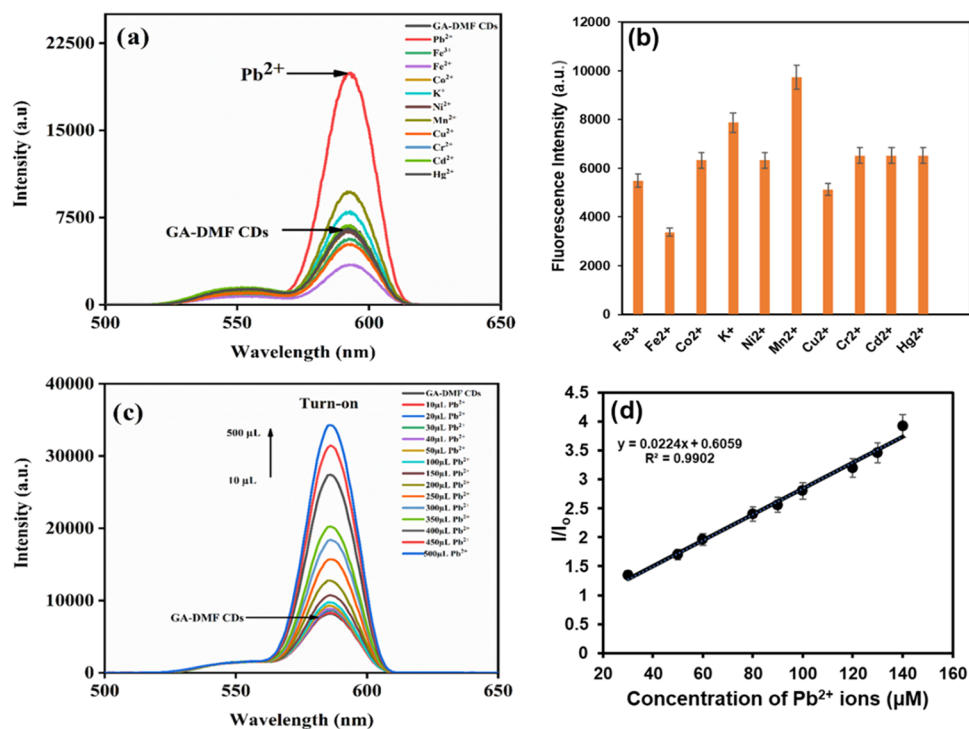 (a)
GA-DMF CDs
Pb²⁺
Fe³⁺
Fe²⁺
Co²⁺
K⁺
Ni²⁺
Mn²⁺
Cu²⁺
Cr²⁺
Cd²⁺
Hg²⁺
Pb²⁺
GA-DMF CDs
22500
15000
7500
0
Intensity (a.u)
500
550
600
650
Wavelength (nm)
(b)
12000
10000
8000
6000
4000
2000
0
Fluorescence Intensity (a.u.)
Fe3+
Fe2+
Co2+
K+
Ni2+
Mn2+
Cu2+
Cr2+
Cd2+
Hg2+
(c)
Turn-on
500 µL
10 µL
GA-DMF CDs
10µL Pb²⁺
20µL Pb²⁺
30µL Pb²⁺
40µL Pb²⁺
50µL Pb²⁺
100µL Pb²⁺
150µL Pb²⁺
200µL Pb²⁺
250µL Pb²⁺
300µL Pb²⁺
350µL Pb²⁺
400µL Pb²⁺
450µL Pb²⁺
500µL Pb²⁺
GA-DMF CDs
40000
30000
20000
10000
0
Intensity (a.u.)
500
550
600
650
Wavelength (nm)
(d)
y = 0.0224x + 0.6059
R² = 0.9902
4.5
4
3.5
3
2.5
2
1.5
1
0.5
0
I/I₀
20
40
60
80
100
120
140
160
Concentration of Pb²⁺ ions (µM)